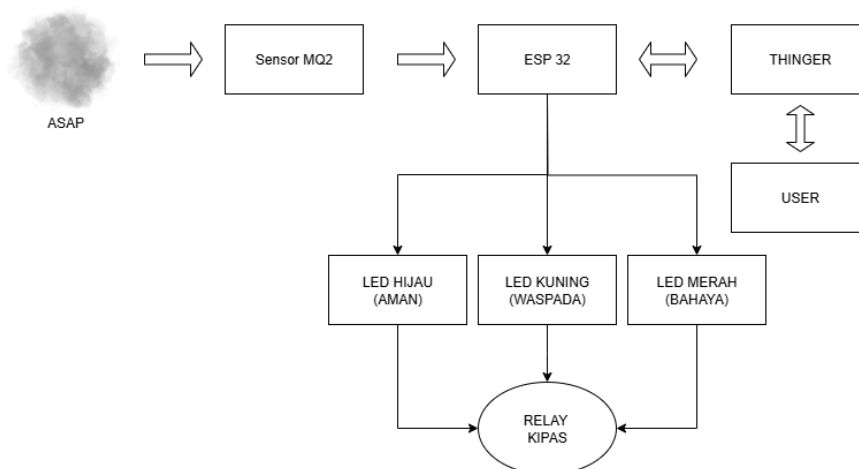 ASAP
Sensor MQ2
ESP 32
THINGER
USER
LED HIJAU
(AMAN)
LED KUNING
(WASPADA)
LED MERAH
(BAHAYA)
RELAY
KIPAS